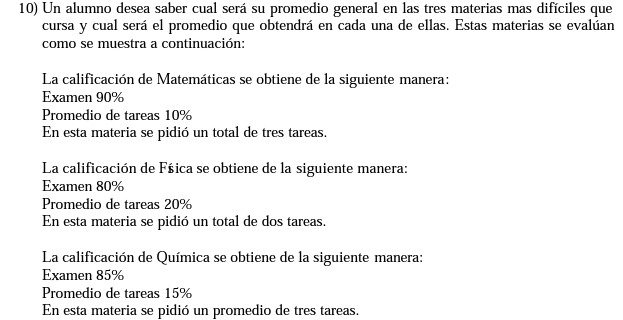 10) Un alumno desea saber cual será su promedio general en las tres materias mas difíciles que
cursa y cual será el promedio que obtendrá en cada una de ellas. Estas materias se evalúan
como se muestra a continuación:
La calificación de Matemáticas se obtiene de la siguiente manera:
Examen 90%
Promedio de tareas 10%
En esta materia se pidió un total de tres tareas.
La calificación de Física se obtiene de la siguiente manera:
Examen 80%
Promedio de tareas 20%
En esta materia se pidió un total de dos tareas.
La calificación de Química se obtiene de la siguiente manera:
Examen 85%
Promedio de tareas 15%
En esta materia se pidió un promedio de tres tareas.